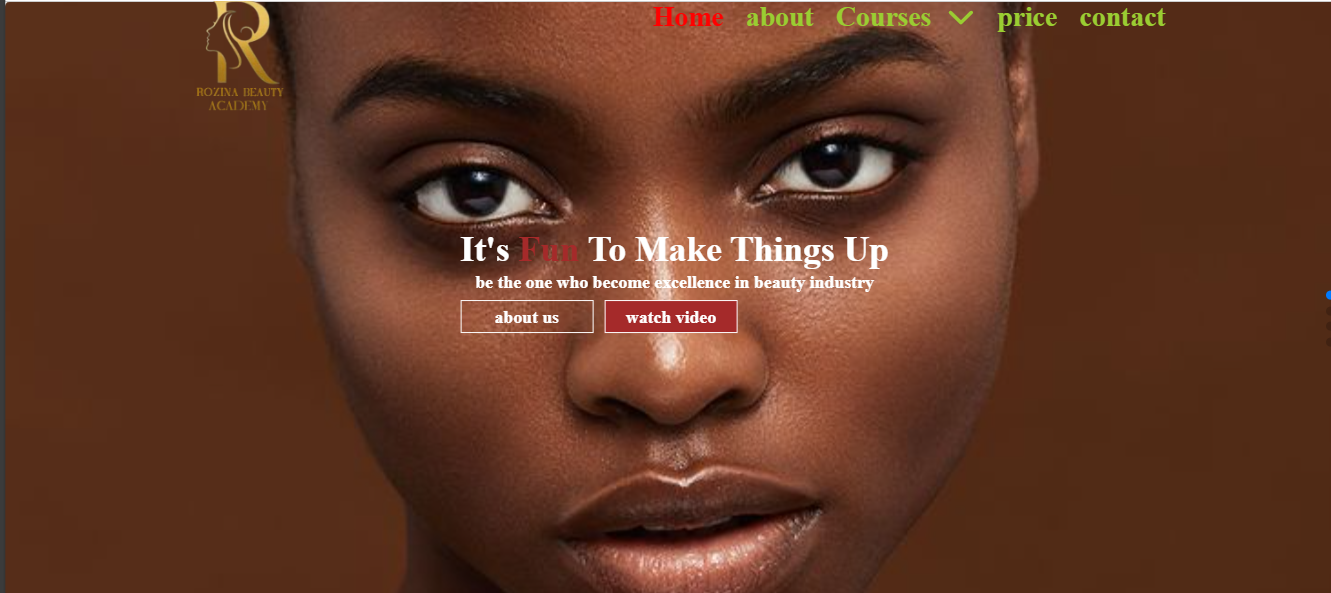 R
ROZINA BEAUTY
ACADEMY
Home about Courses price contact
It's Fun To Make Things Up
be the one who become excellence in beauty industry
about us watch video